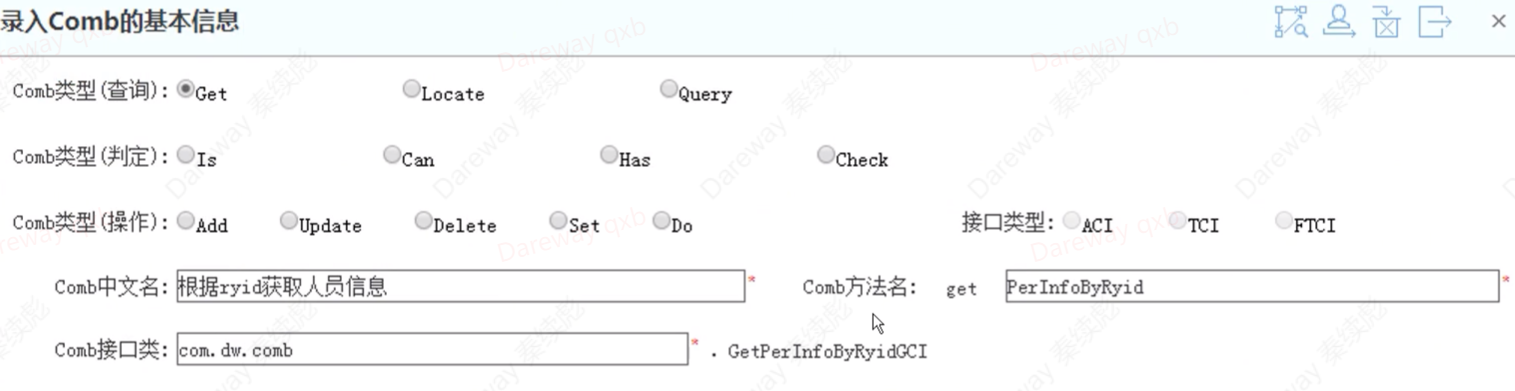 录入Comb的基本信息
Comb类型(查询): Get Locate Query
Comb类型(判定): Is Can Has Check
Comb类型(操作): Add Update Delete Set Do 接口类型: ACI TCI FTCI
Comb中文名: 根据ryid获取人员信息 * Comb方法名: get PerInfoByRyid *
Comb接口类: com.dw.comb * . GetPerInfoByRyidGCI
Dareway qxb
Dareway 秦续彪